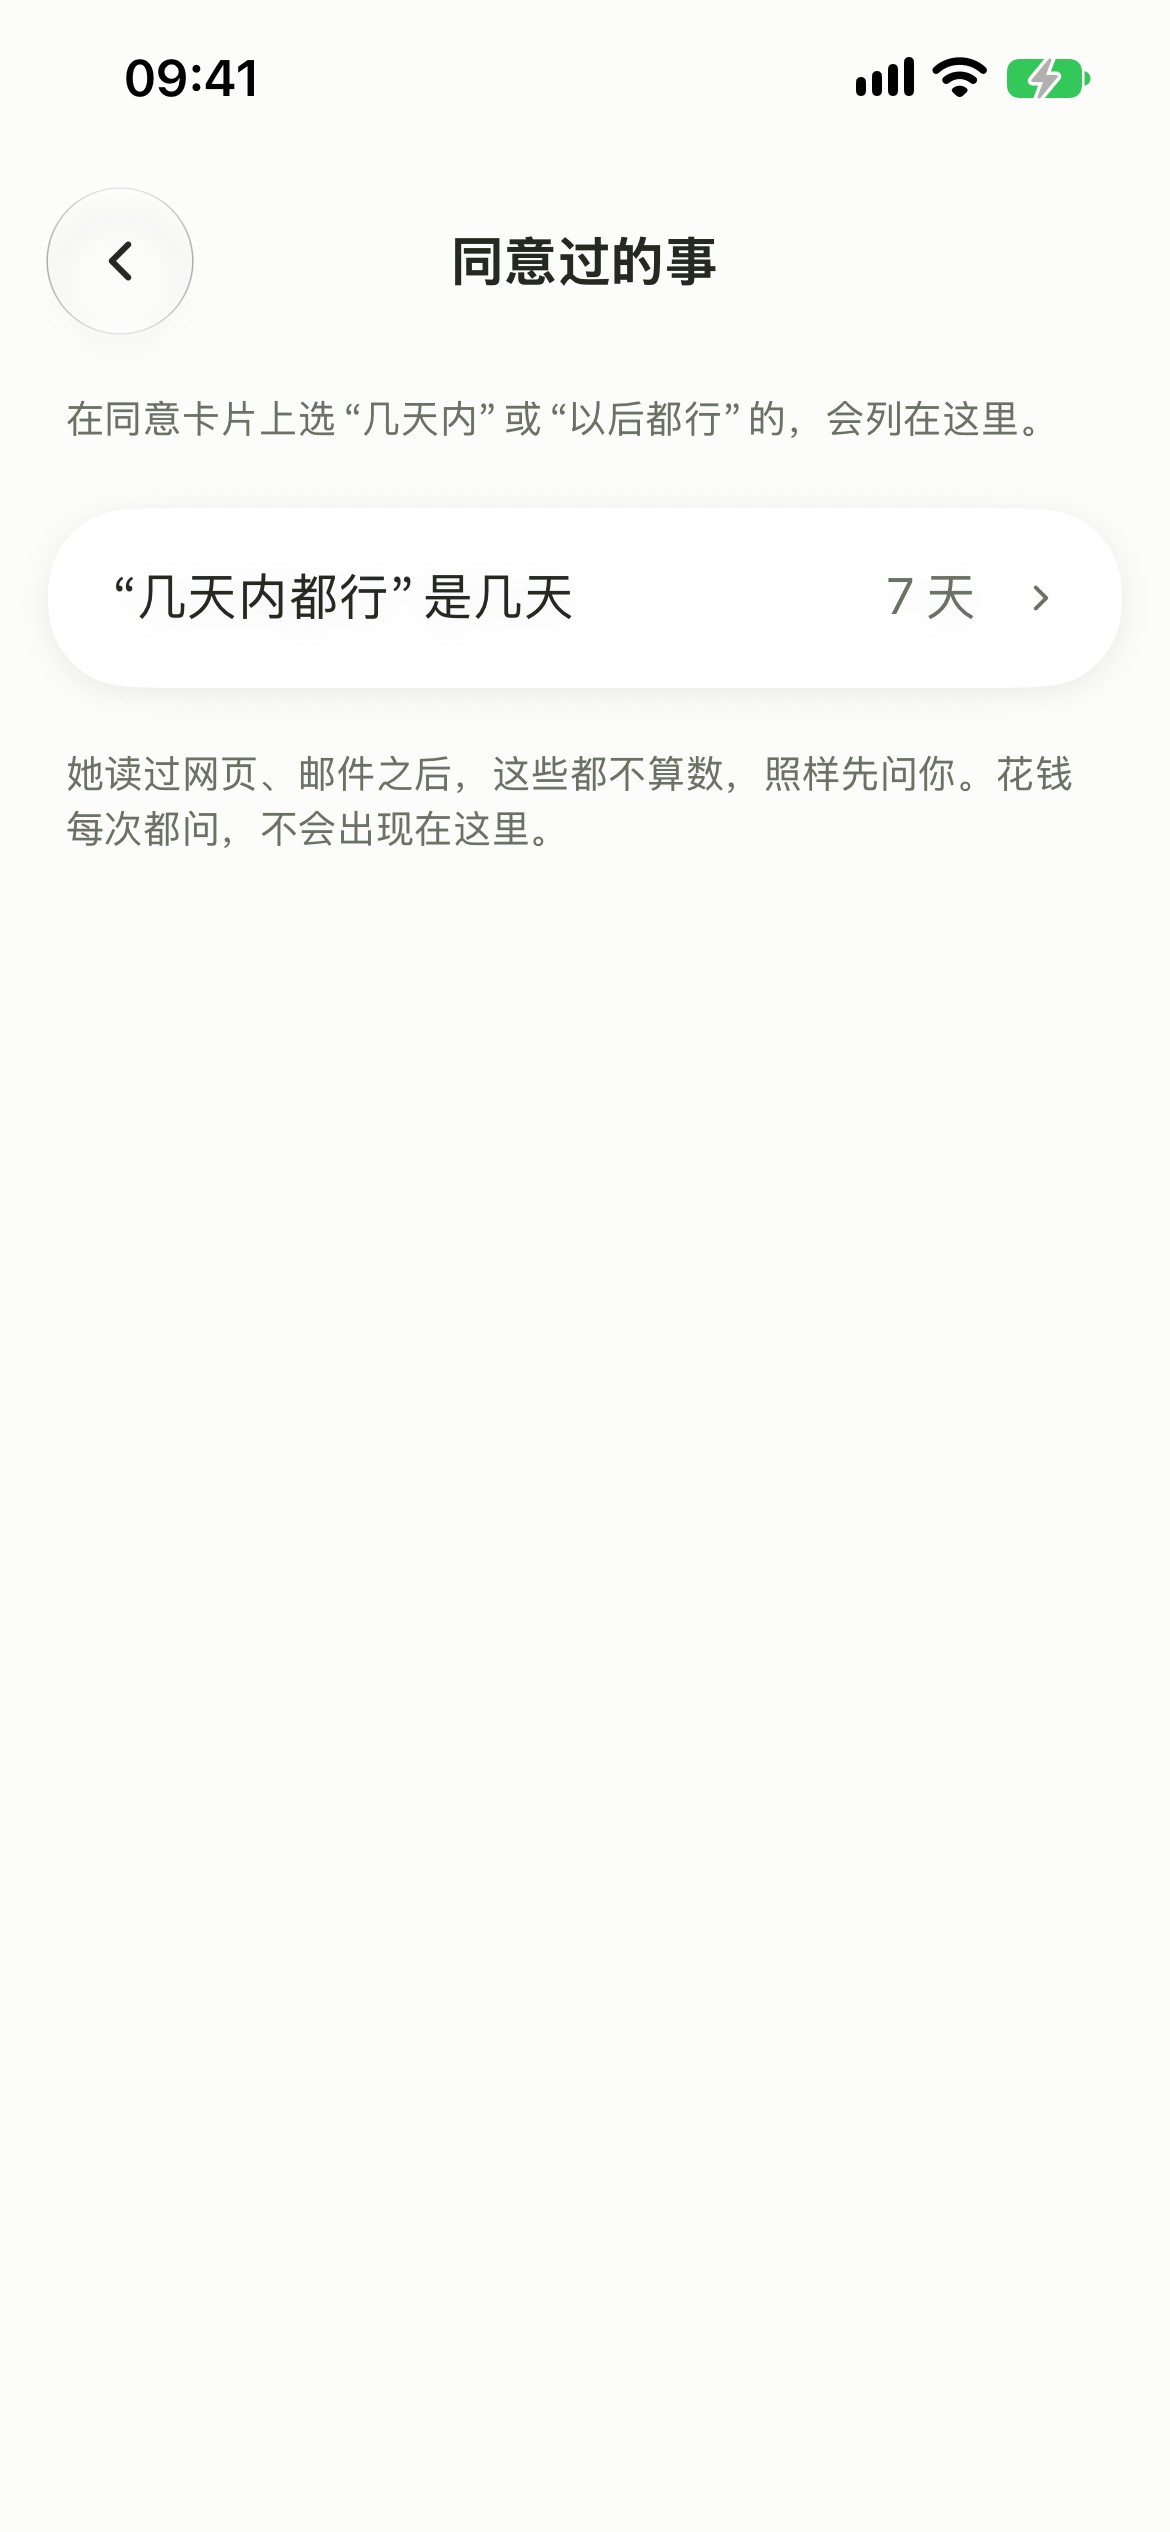 09:41
同意过的事
在同意卡片上选“几天内”或“以后都行”的，会列在这里。
“几天内都行”是几天
7 天
她读过网页、邮件之后，这些都不算数，照样先问你。花钱
每次都问，不会出现在这里。